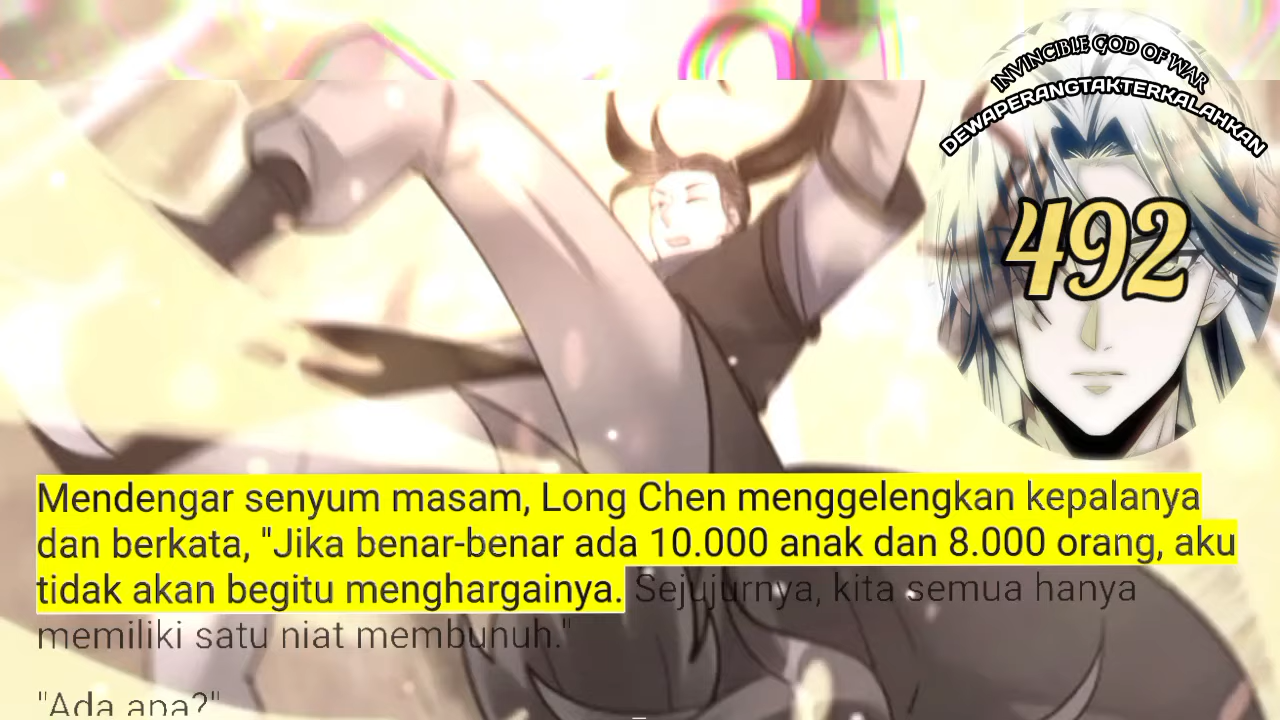 INVINCIBLE GOD OF WAR
DEWAPERANGTAKTERKALAHKAN
492
Mendengar senyum masam, Long Chen menggelengkan kepalanya
dan berkata, "Jika benar-benar ada 10.000 anak dan 8.000 orang, aku
tidak akan begitu menghargainya. Sejujurnya, kita semua hanya
memiliki satu niat membunuh."
"Ada apa?"